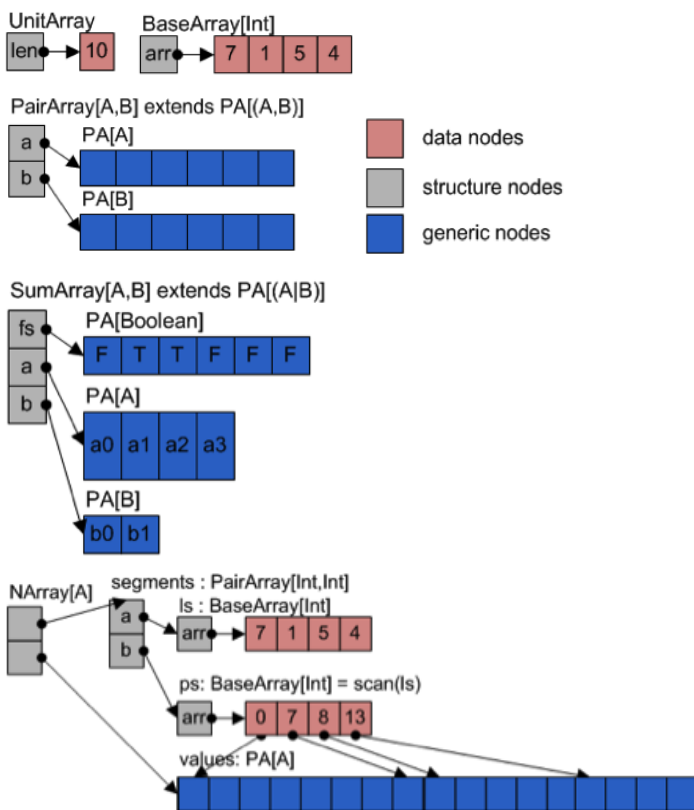 UnitArray
len 10
BaseArray[Int]
arr 7 1 5 4
PairArray[A,B] extends PA[(A,B)]
a
b
PA[A]
PA[B]
data nodes
structure nodes
generic nodes
SumArray[A,B] extends PA[(A|B)]
fs
a
b
PA[Boolean]
F T T F F F
PA[A]
a0 a1 a2 a3
PA[B]
b0 b1
NArray[A]
segments : PairArray[Int,Int]
a
b
ls : BaseArray[Int]
arr 7 1 5 4
ps: BaseArray[Int] = scan(ls)
arr 0 7 8 13
values: PA[A]